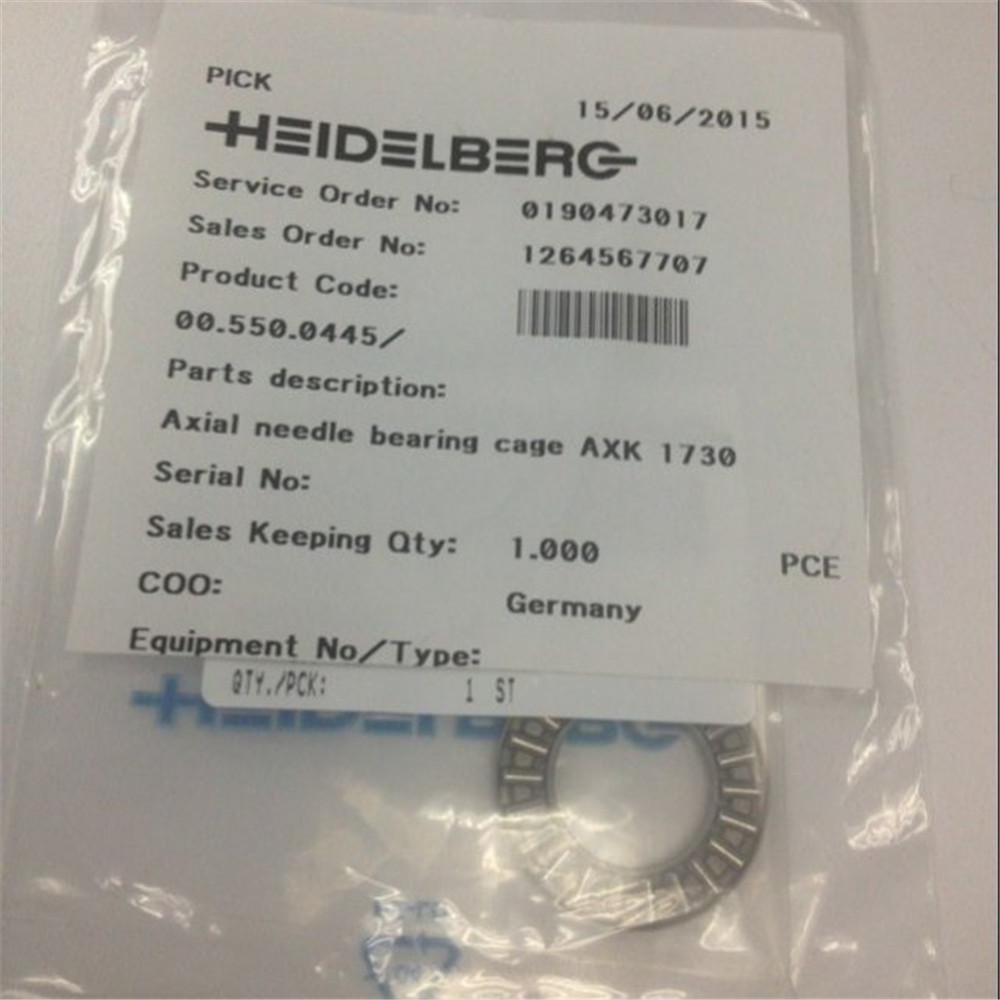 PICK
15/06/2015
HEIDELBERG
Service Order No: 0190473017
Sales Order No: 1264567707
Product Code:
00.550.0445/
Parts description:
Axial needle bearing cage AXK 1730
Serial No:
Sales Keeping Qty: 1.000 PCE
COO: Germany
Equipment No/Type:
QTY./PCK: 1 ST
HEIDELBERG